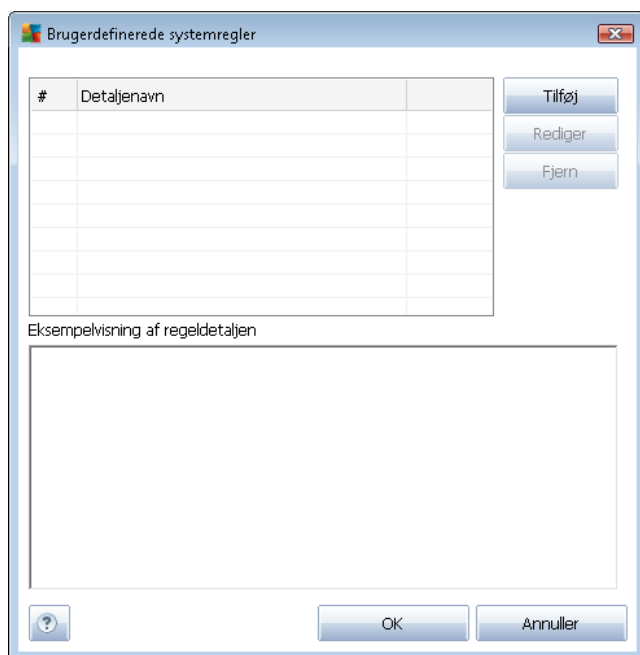 Brugerdefinerede systemregler
# Detaljenavn
Tilføj
Rediger
Fjern
Eksempelvisning af regeldetaljen
?
OK
Annuller